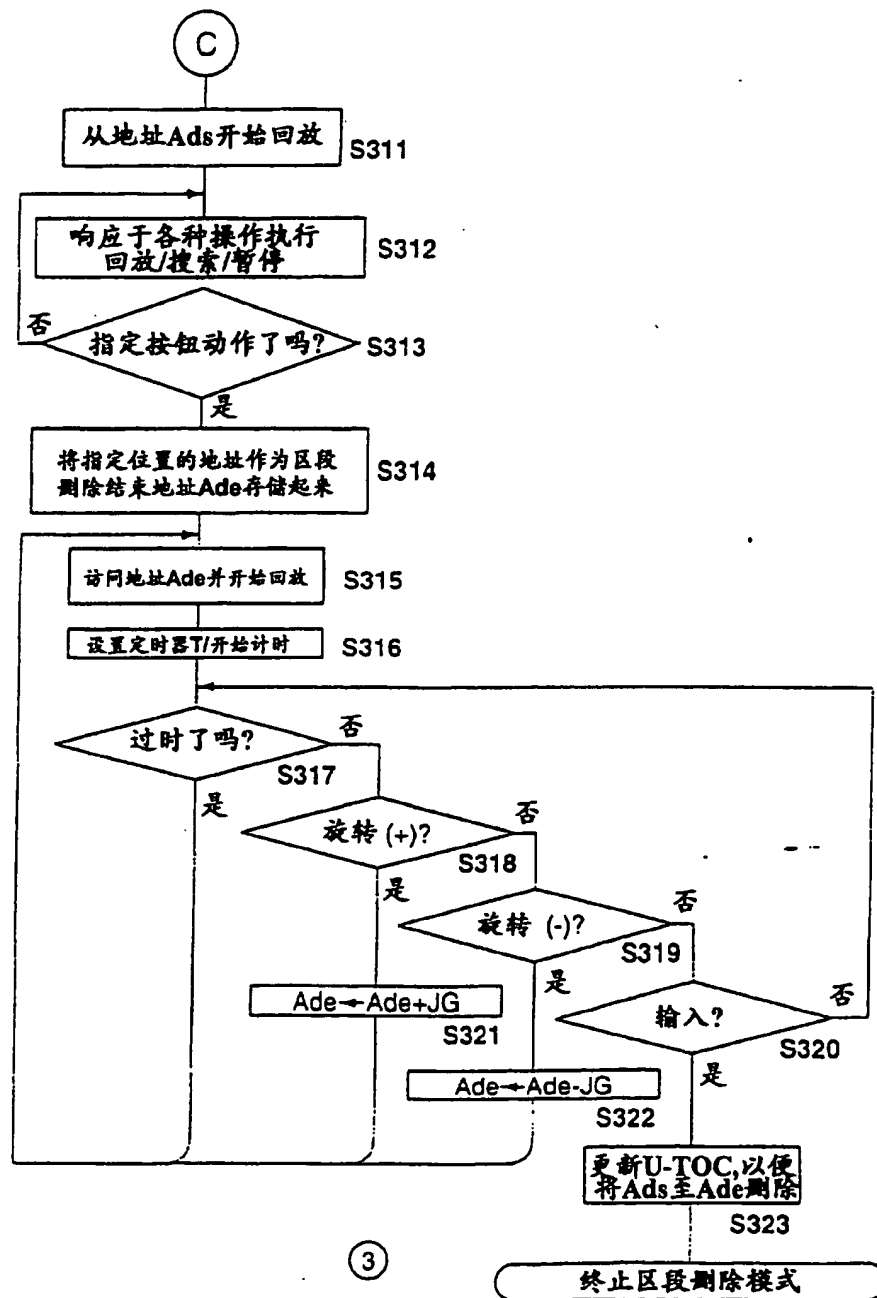 C
从地址Ads开始回放
S311
响应于各种操作执行
回放/搜索/暂停
S312
否
指定按钮动作了吗?
S313
是
将指定位置的地址作为区段
删除结束地址Ade存储起来
S314
访问地址Ade并开始回放
S315
设置定时器T/开始计时
S316
过时了吗?
否
S317
是
旋转 (+)?
否
S318
是
旋转 (-)?
否
S319
是
Ade←Ade+JG
S321
输入?
否
S320
是
Ade←Ade-JG
S322
更新U-TOC,以便
将Ads至Ade删除
S323
3
终止区段删除模式